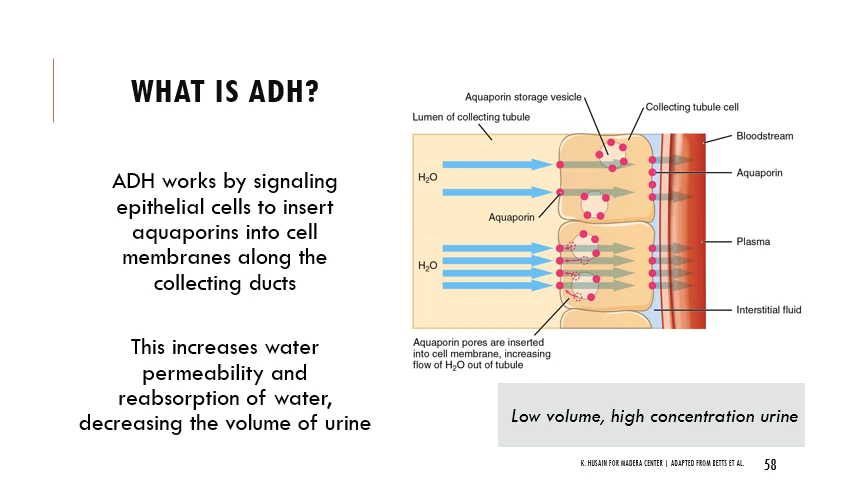 WHAT IS ADH?
ADH works by signaling
epithelial cells to insert
aquaporins into cell
membranes along the
collecting ducts
This increases water
permeability and
reabsorption of water,
decreasing the volume of urine
Aquaporin storage vesicle
Collecting tubule cell
Lumen of collecting tubule
Bloodstream
H₂O
Aquaporin
Aquaporin
Plasma
H₂O
Interstitial fluid
Aquaporin pores are inserted
into cell membrane, increasing
flow of H₂O out of tubule
Low volume, high concentration urine
K. HUSAIN FOR MADERA CENTER | ADAPTED FROM BETTS ET AL.
58